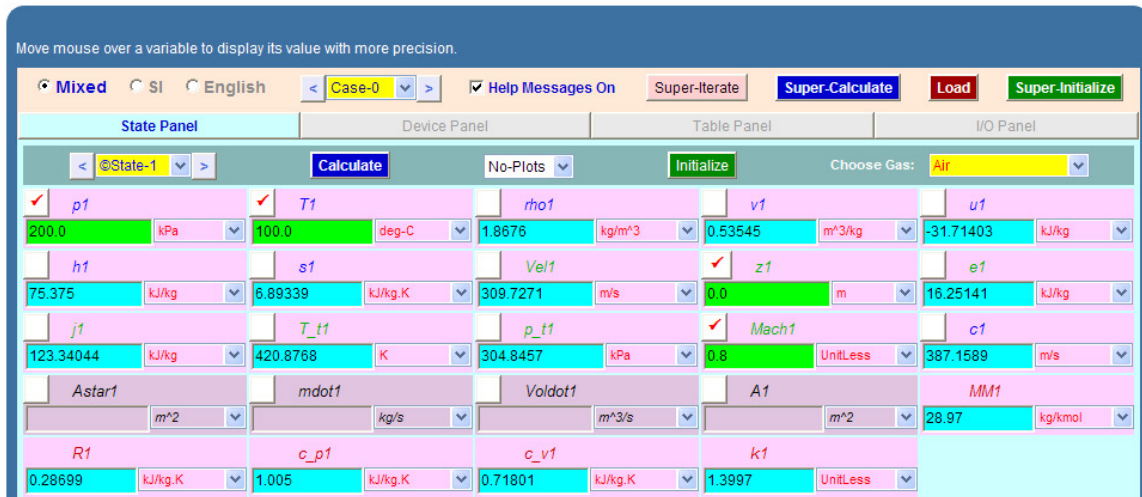 Move mouse over a variable to display its value with more precision.
Mixed SI English < Case-0 > Help Messages On Super-Iterate Super-Calculate Load Super-Initialize
State Panel Device Panel Table Panel I/O Panel
< ©State-1 > Calculate No-Plots Initialize Choose Gas: Air
p1 T1 rho1 v1 u1
200.0 kPa 100.0 deg-C 1.8676 kg/m^3 0.53545 m^3/kg -31.71403 kJ/kg
h1 s1 Vel1 z1 e1
75.375 kJ/kg 6.89339 kJ/kg.K 309.7271 m/s 0.0 m 16.25141 kJ/kg
j1 T_t1 p_t1 Mach1 c1
123.34044 kJ/kg 420.8768 K 304.8457 kPa 0.8 UnitLess 387.1589 m/s
Astar1 mdot1 Voldot1 A1 MM1
m^2 kg/s m^3/s m^2 28.97 kg/kmol
R1 c_p1 c_v1 k1
0.28699 kJ/kg.K 1.005 kJ/kg.K 0.71801 kJ/kg.K 1.3997 UnitLess